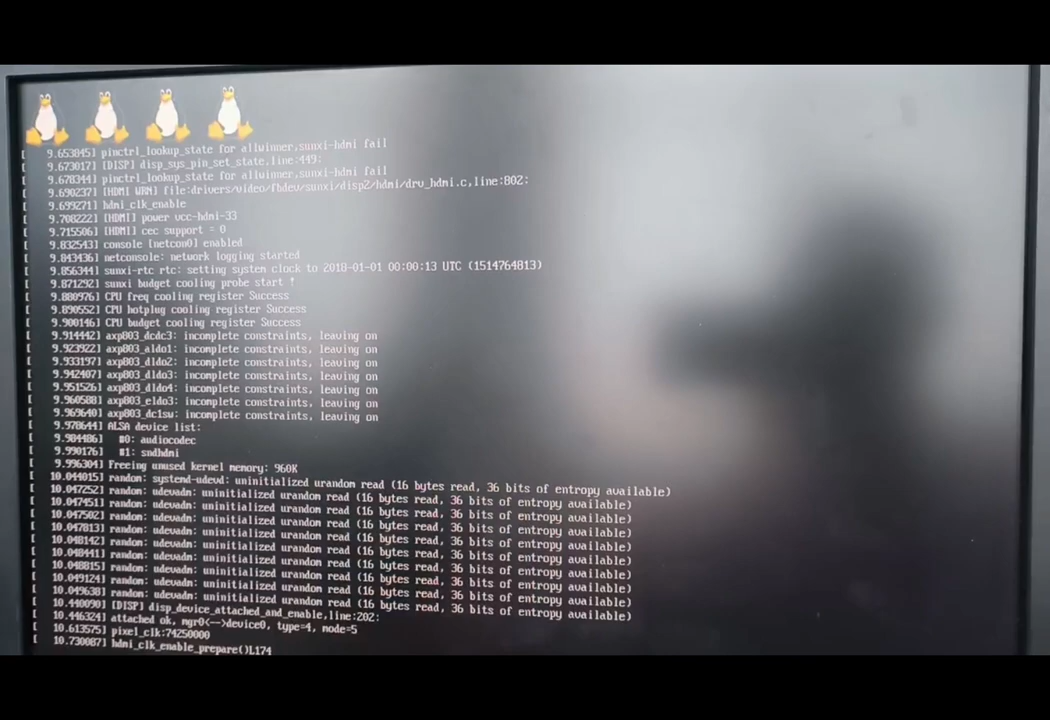 [    9.653845] pinctrl_lookup_state for allwinner,sunxi-hdmi fail
[    9.673017] [DISP] disp_sys_pin_set_state,line:449:
[    9.678344] pinctrl_lookup_state for allwinner,sunxi-hdmi fail
[    9.690237] [HDMI WRN] file:drivers/video/fbdev/sunxi/disp2/hdmi/drv_hdmi.c,line:802:
[    9.699271] hdmi_clk_enable
[    9.708222] [HDMI] power vcc-hdmi-33
[    9.715506] [HDMI] cec support = 0
[    9.832543] console [netcon0] enabled
[    9.843436] netconsole: network logging started
[    9.856344] sunxi-rtc rtc: setting system clock to 2018-01-01 00:00:13 UTC (1514764813)
[    9.871292] sunxi budget cooling probe start !
[    9.880976] CPU freq cooling register Success
[    9.890552] CPU hotplug cooling register Success
[    9.900146] CPU budget cooling register Success
[    9.914442] axp803_dcdc3: incomplete constraints, leaving on
[    9.923922] axp803_aldo1: incomplete constraints, leaving on
[    9.933197] axp803_dldo2: incomplete constraints, leaving on
[    9.942407] axp803_dldo3: incomplete constraints, leaving on
[    9.951526] axp803_dldo4: incomplete constraints, leaving on
[    9.960588] axp803_eldo3: incomplete constraints, leaving on
[    9.969640] axp803_dc1sw: incomplete constraints, leaving on
[    9.978644] ALSA device list:
[    9.984486]   #0: audiocodec
[    9.990176]   #1: sndhdmi
[    9.996304] Freeing unused kernel memory: 960K
[   10.044015] random: systemd-udevd: uninitialized urandom read (16 bytes read, 36 bits of entropy available)
[   10.047252] random: udevadm: uninitialized urandom read (16 bytes read, 36 bits of entropy available)
[   10.047451] random: udevadm: uninitialized urandom read (16 bytes read, 36 bits of entropy available)
[   10.047502] random: udevadm: uninitialized urandom read (16 bytes read, 36 bits of entropy available)
[   10.047813] random: udevadm: uninitialized urandom read (16 bytes read, 36 bits of entropy available)
[   10.048142] random: udevadm: uninitialized urandom read (16 bytes read, 36 bits of entropy available)
[   10.048441] random: udevadm: uninitialized urandom read (16 bytes read, 36 bits of entropy available)
[   10.048815] random: udevadm: uninitialized urandom read (16 bytes read, 36 bits of entropy available)
[   10.049124] random: udevadm: uninitialized urandom read (16 bytes read, 36 bits of entropy available)
[   10.049638] random: udevadm: uninitialized urandom read (16 bytes read, 36 bits of entropy available)
[   10.440090] [DISP] disp_device_attached_and_enable,line:202:
[   10.446324] attached ok, mgr0<-->device0, type=4, mode=5
[   10.613575] pixel_clk:74250000
[   10.730087] hdmi_clk_enable_prepare()L174